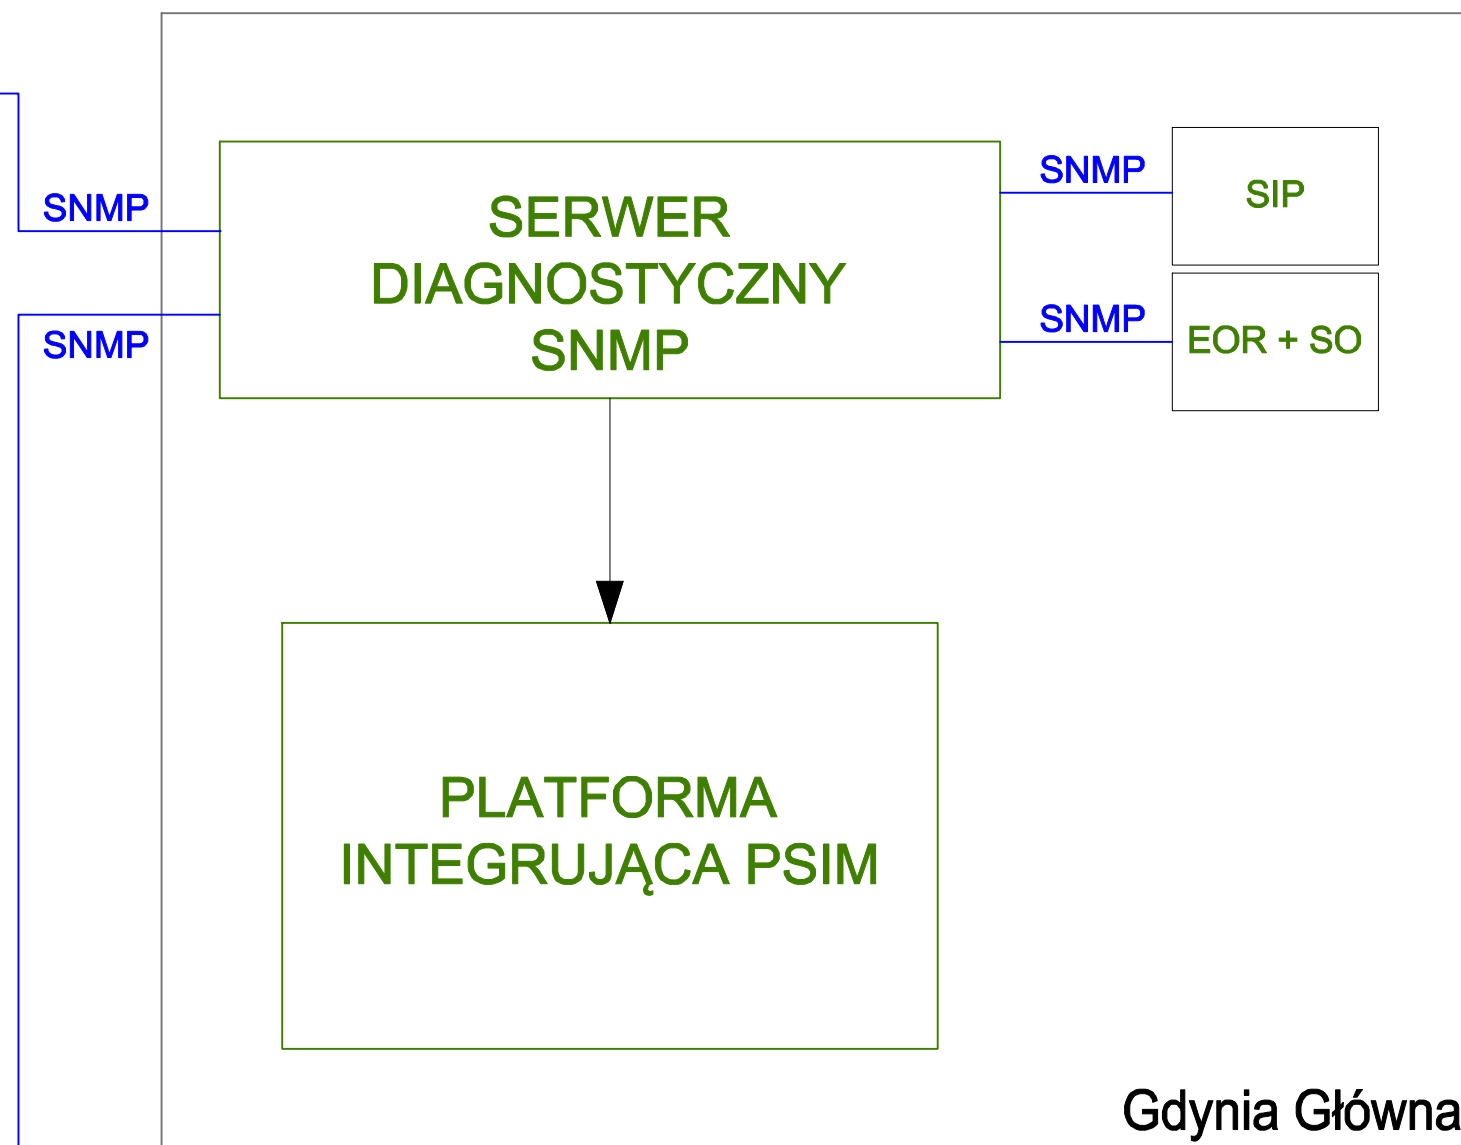 SNMP
SNMP
SERWER
DIAGNOSTYCZNY
SNMP
SNMP
SIP
SNMP
EOR + SO
PLATFORMA
INTEGRUJĄCA PSIM
Gdynia Główna